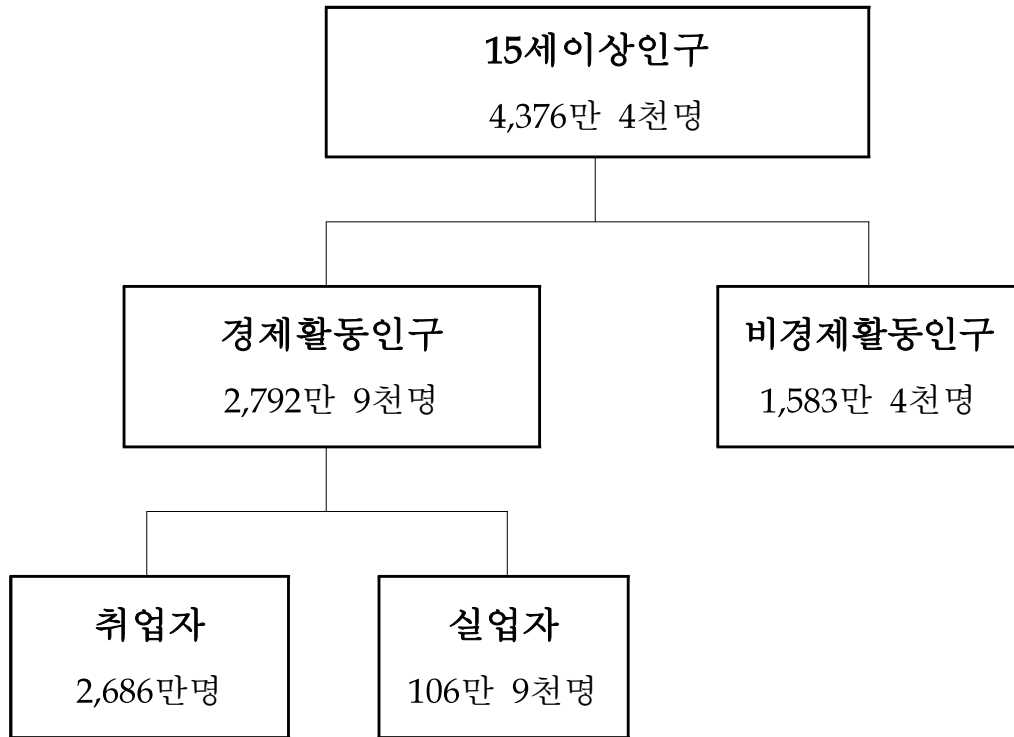 15세이상인구
4,376만 4천명
경제활동인구
2,792만 9천명
비경제활동인구
1,583만 4천명
취업자
2,686만명
실업자
106만 9천명